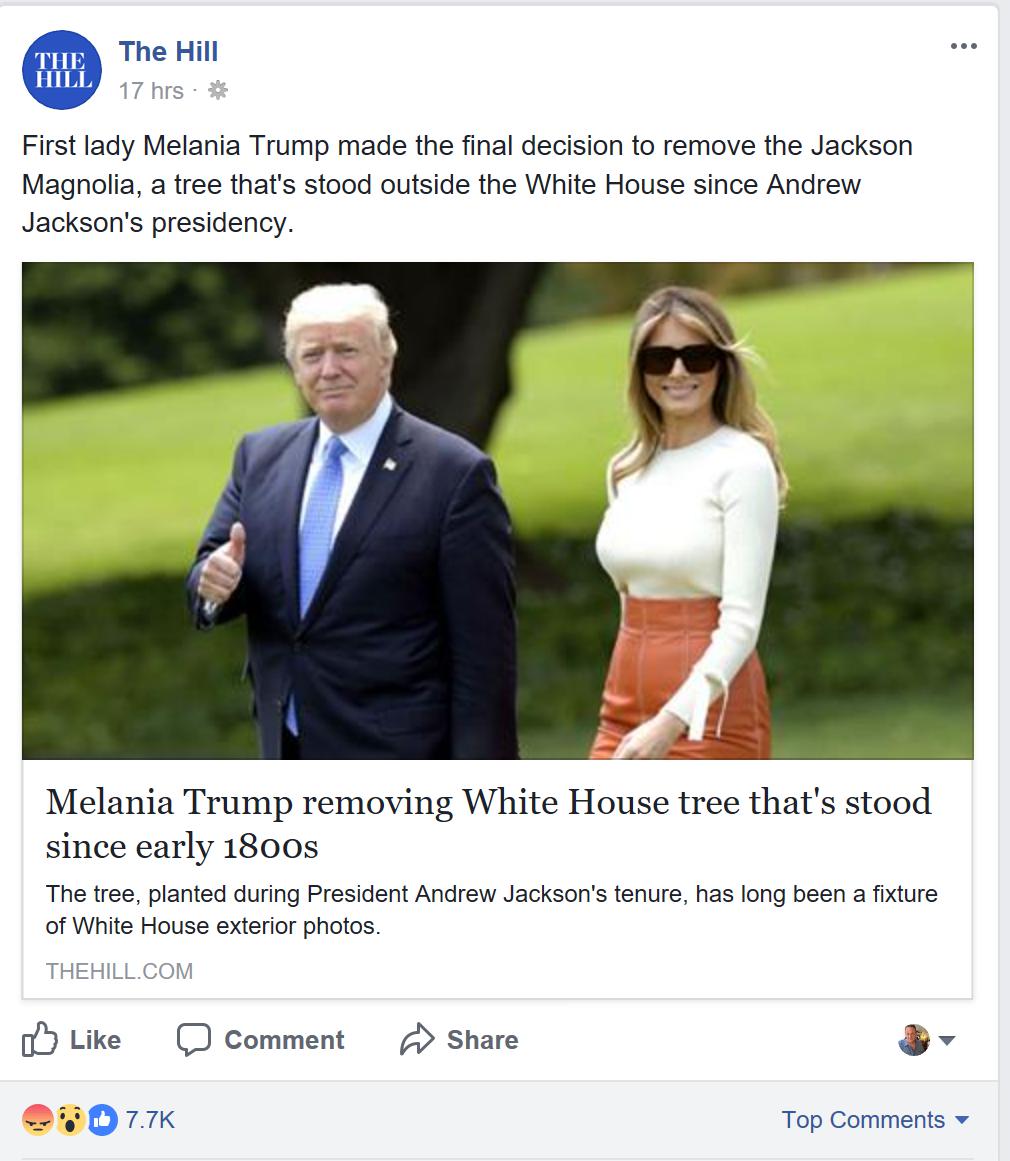 THE
HILL
The Hill
17 hrs ·
First lady Melania Trump made the final decision to remove the Jackson
Magnolia, a tree that's stood outside the White House since Andrew
Jackson's presidency.
Melania Trump removing White House tree that's stood
since early 1800s
The tree, planted during President Andrew Jackson's tenure, has long been a fixture
of White House exterior photos.
THEHILL.COM
Like Comment Share
7.7K Top Comments